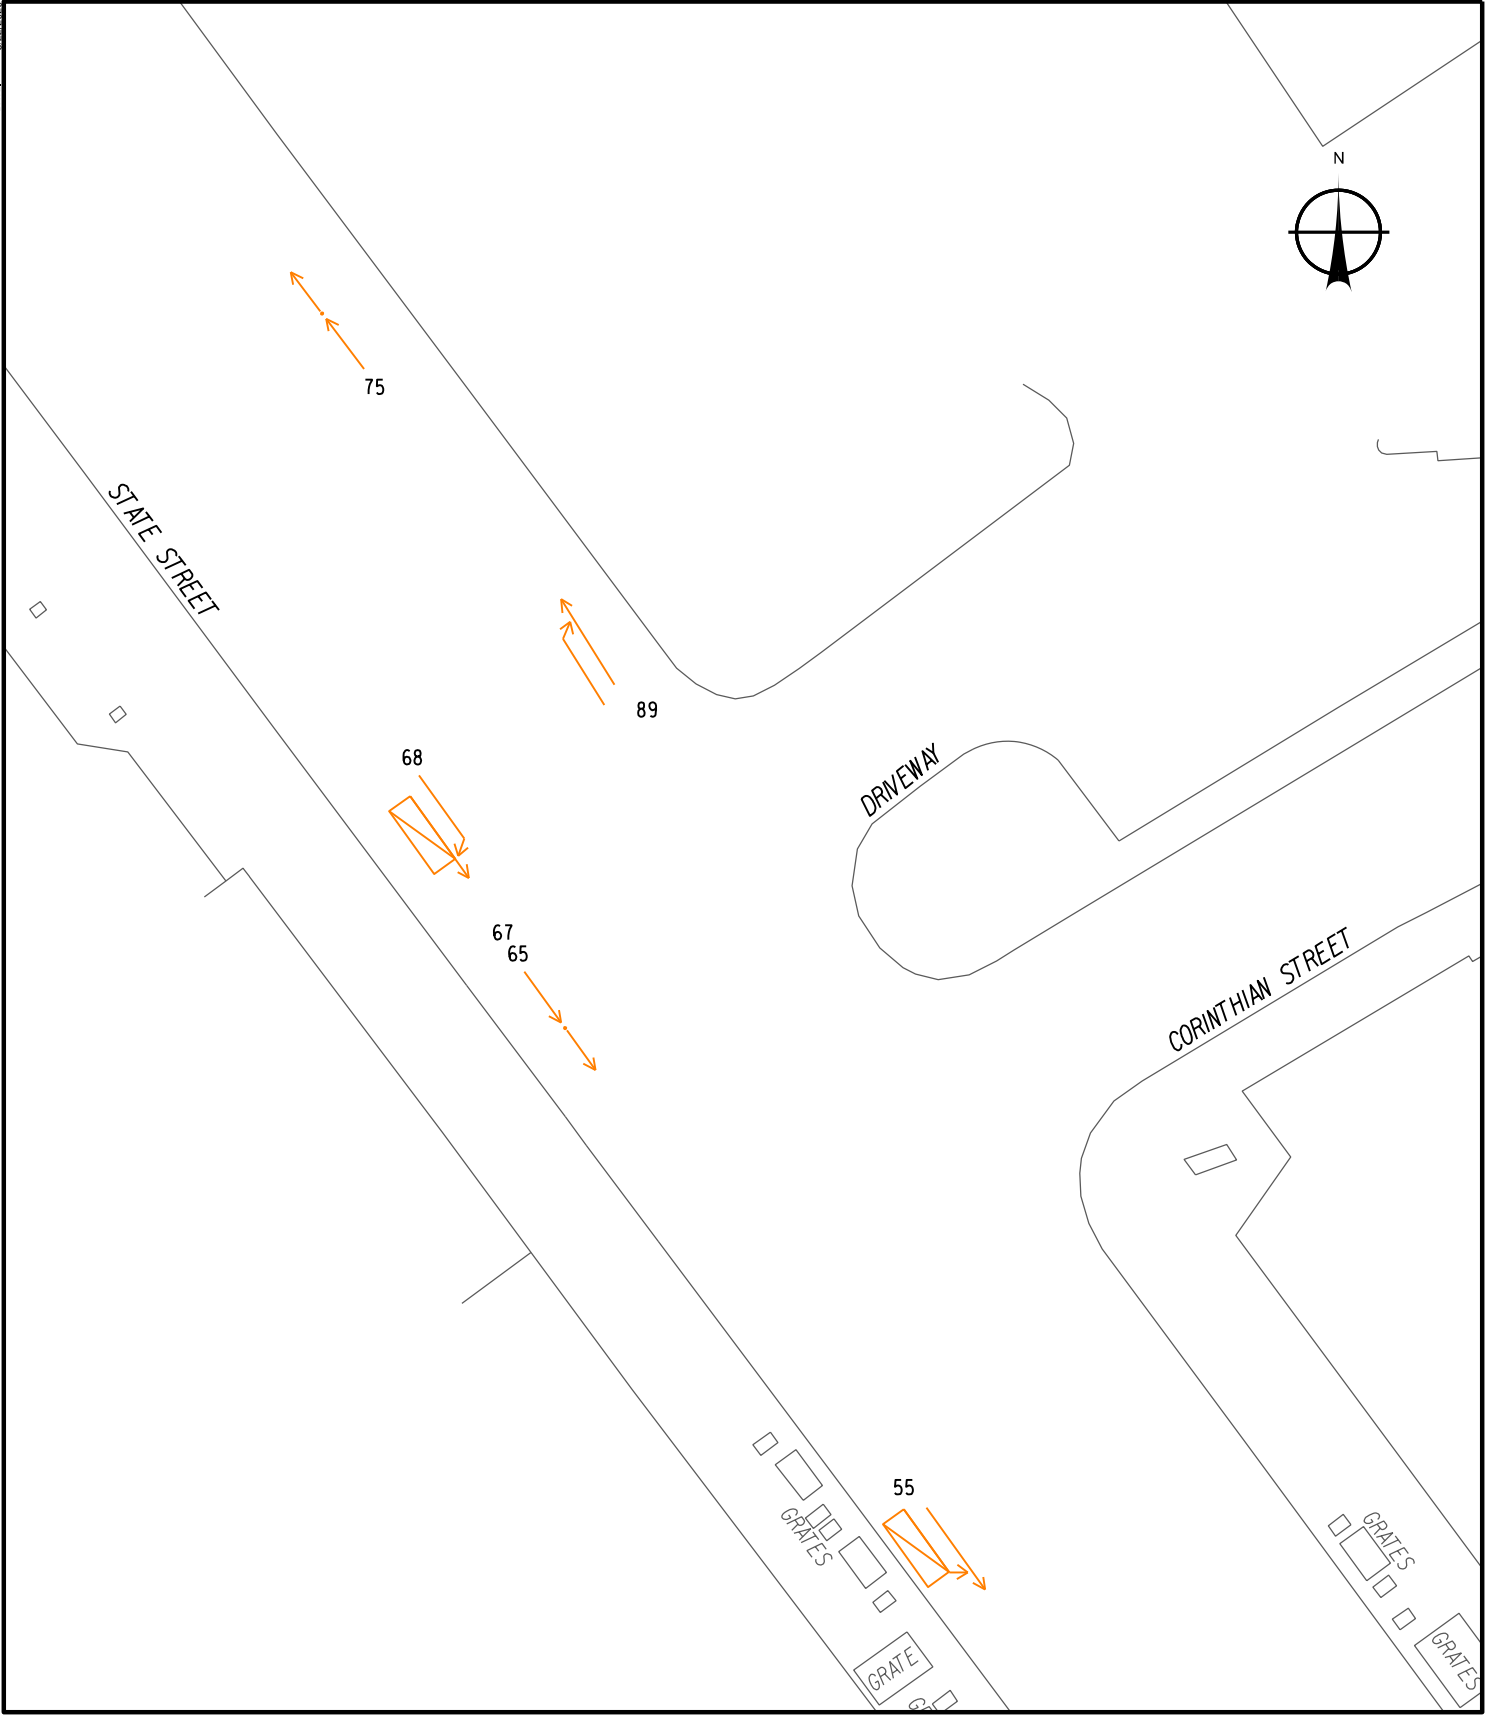 N
75
STATE STREET
89
DRIVEWAY
68
67
65
CORINTHIAN STREET
55
GRATES
GRATES
GRATE
GRATES